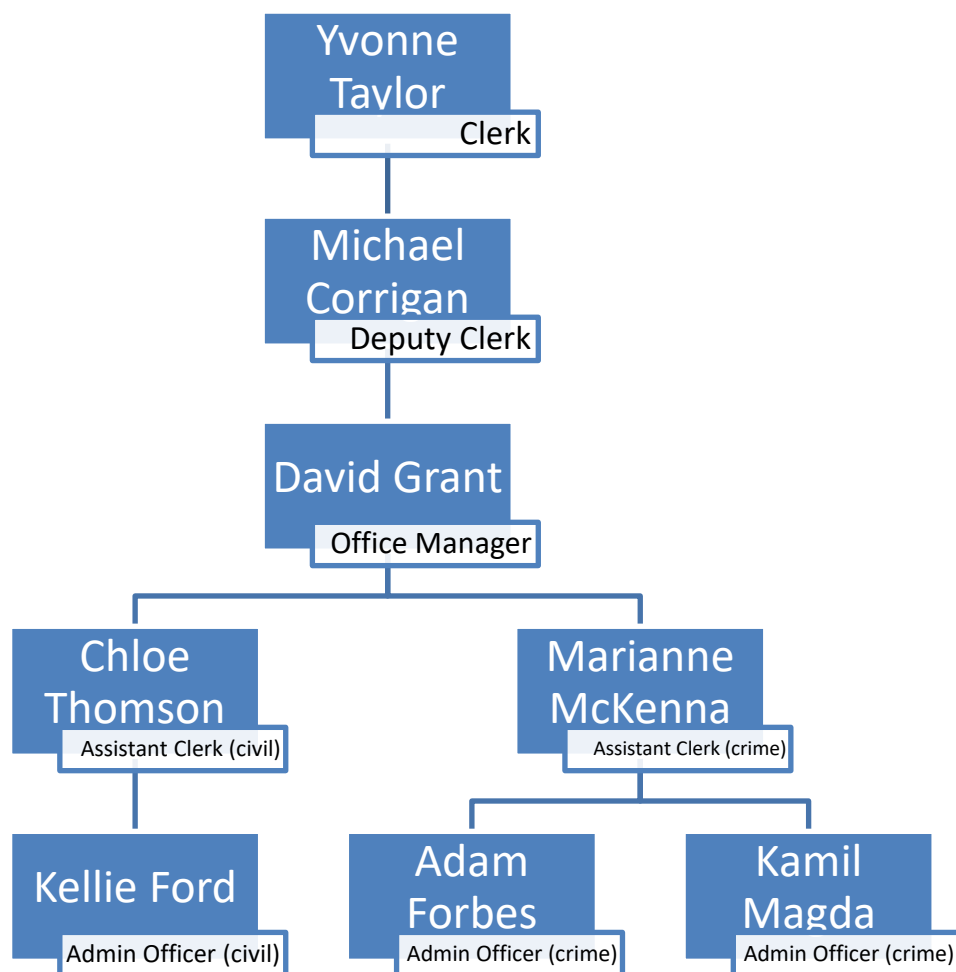 Yvonne
Taylor
Clerk
Michael
Corrigan
Deputy Clerk
David Grant
Office Manager
Chloe
Thomson
Assistant Clerk (civil)
Marianne
McKenna
Assistant Clerk (crime)
Kellie Ford
Admin Officer (civil)
Adam
Forbes
Admin Officer (crime)
Kamil
Magda
Admin Officer (crime)